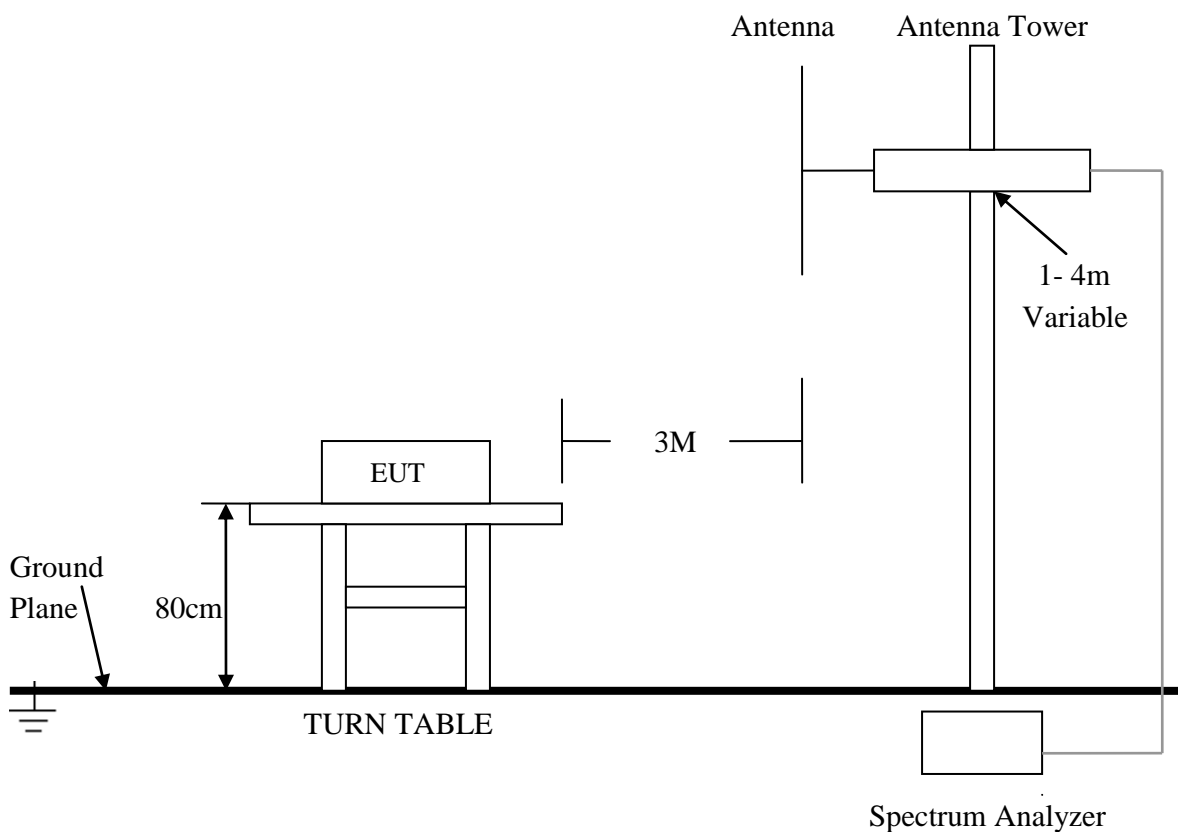 Antenna
Antenna Tower
1- 4m
Variable
3M
EUT
Ground
Plane
80cm
TURN TABLE
Spectrum Analyzer